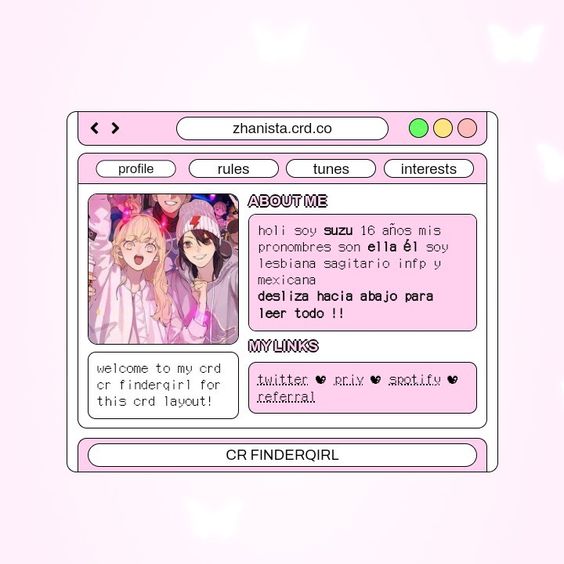 zhanista.crd.co
profile
rules
tunes
interests
ABOUT ME
holi soy suzu 16 años mis
pronombres son ella él soy
lesbiana sagitario infp y
mexicana
desliza hacia abajo para
leer todo !!
welcome to my crd
cr finderqirl for
this crd layout!
MY LINKS
twitter priv spotify
referral
CR FINDERQIRL